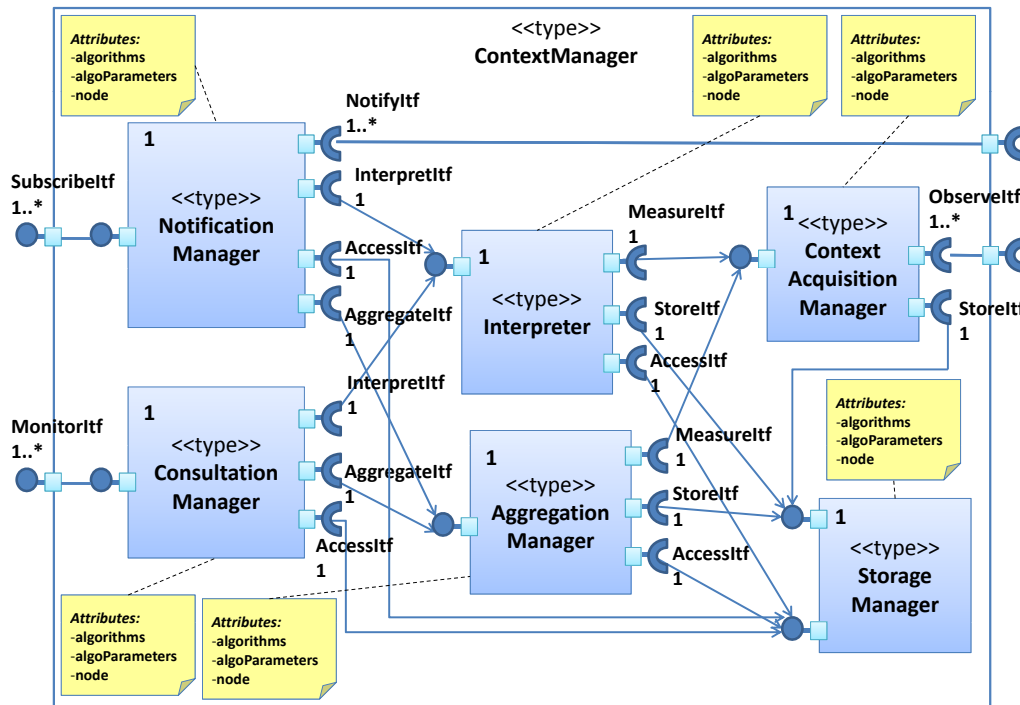 <<type>>
ContextManager
Attributes:
-algorithms
-algoParameters
-node
Attributes:
-algorithms
-algoParameters
-node
Attributes:
-algorithms
-algoParameters
-node
NotifyItf
1..*
1
<<type>>
Notification
Manager
SubscribeItf
1..*
InterpretItf
1
AccessItf
1
AggregateItf
1
1
<<type>>
Interpreter
MeasureItf
1
StoreItf
1
AccessItf
1
1
<<type>>
Context
Acquisition
Manager
ObserveItf
1..*
StoreItf
1
MonitorItf
1..*
1
<<type>>
Consultation
Manager
InterpretItf
1
AggregateItf
1
AccessItf
1
1
<<type>>
Aggregation
Manager
MeasureItf
1
StoreItf
1
AccessItf
1
Attributes:
-algorithms
-algoParameters
-node
1
<<type>>
Storage
Manager
Attributes:
-algorithms
-algoParameters
-node
Attributes:
-algorithms
-algoParameters
-node